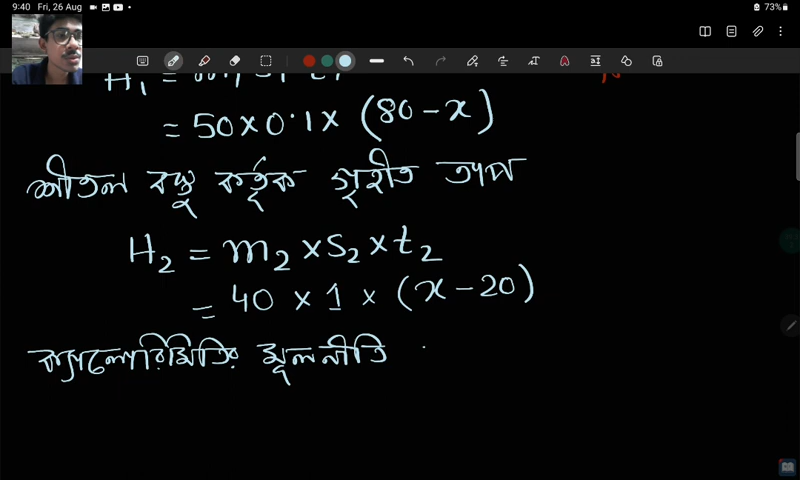 9:40 Fri, 26 Aug 73%
= 50 × 0.1 × (80 - x)
শীতল বস্তু কর্তৃক গৃহীত তাপ
H₂ = m₂ × S₂ × t₂
= 40 × 1 × (x - 20)
ক্যালোরিমিতির মূলনীতি